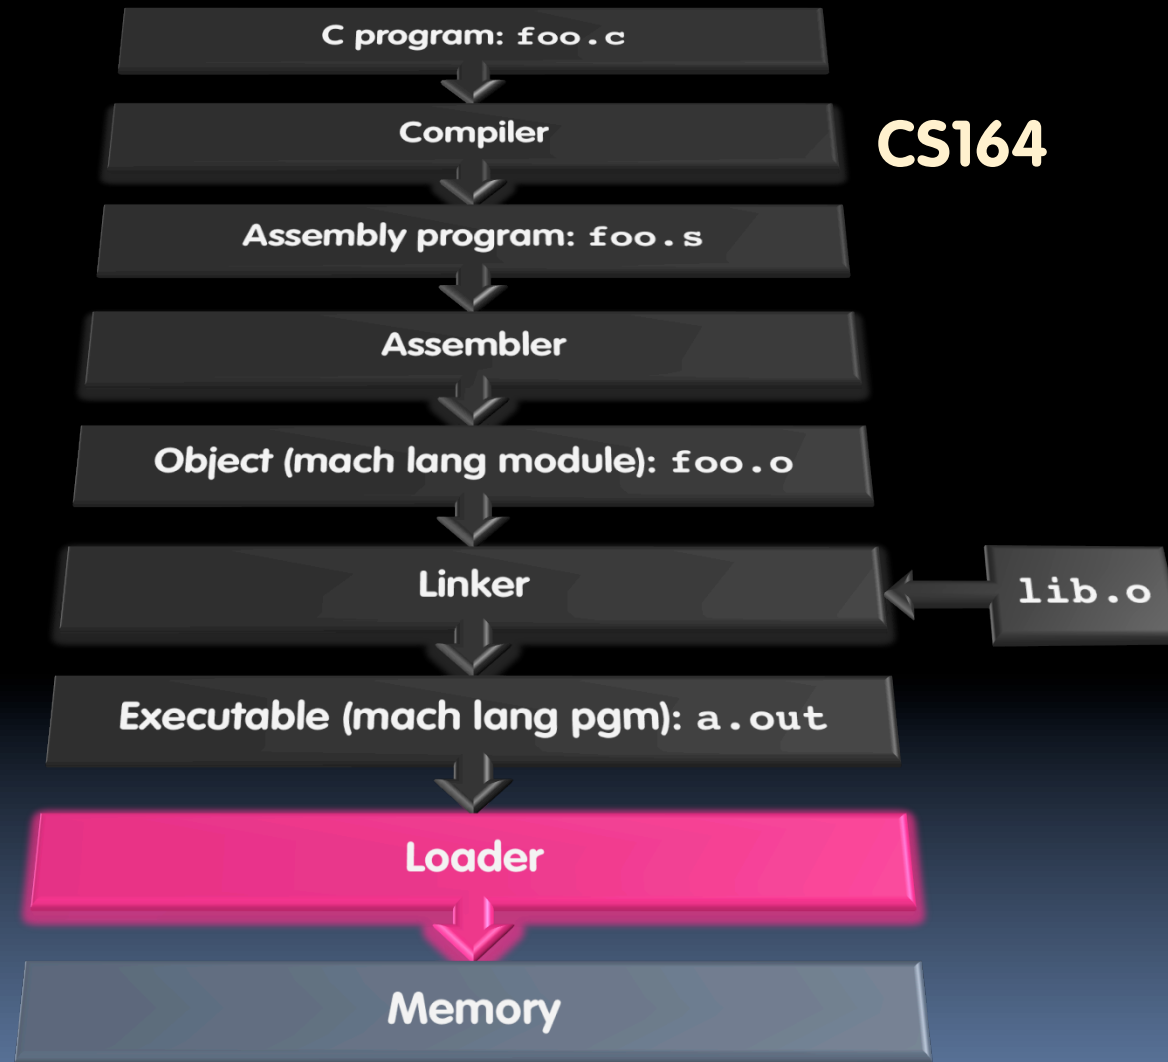 C program: foo.c
Compiler
CS164
Assembly program: foo.s
Assembler
Object (mach lang module): foo.o
Linker
lib.o
Executable (mach lang pgm): a.out
Loader
Memory